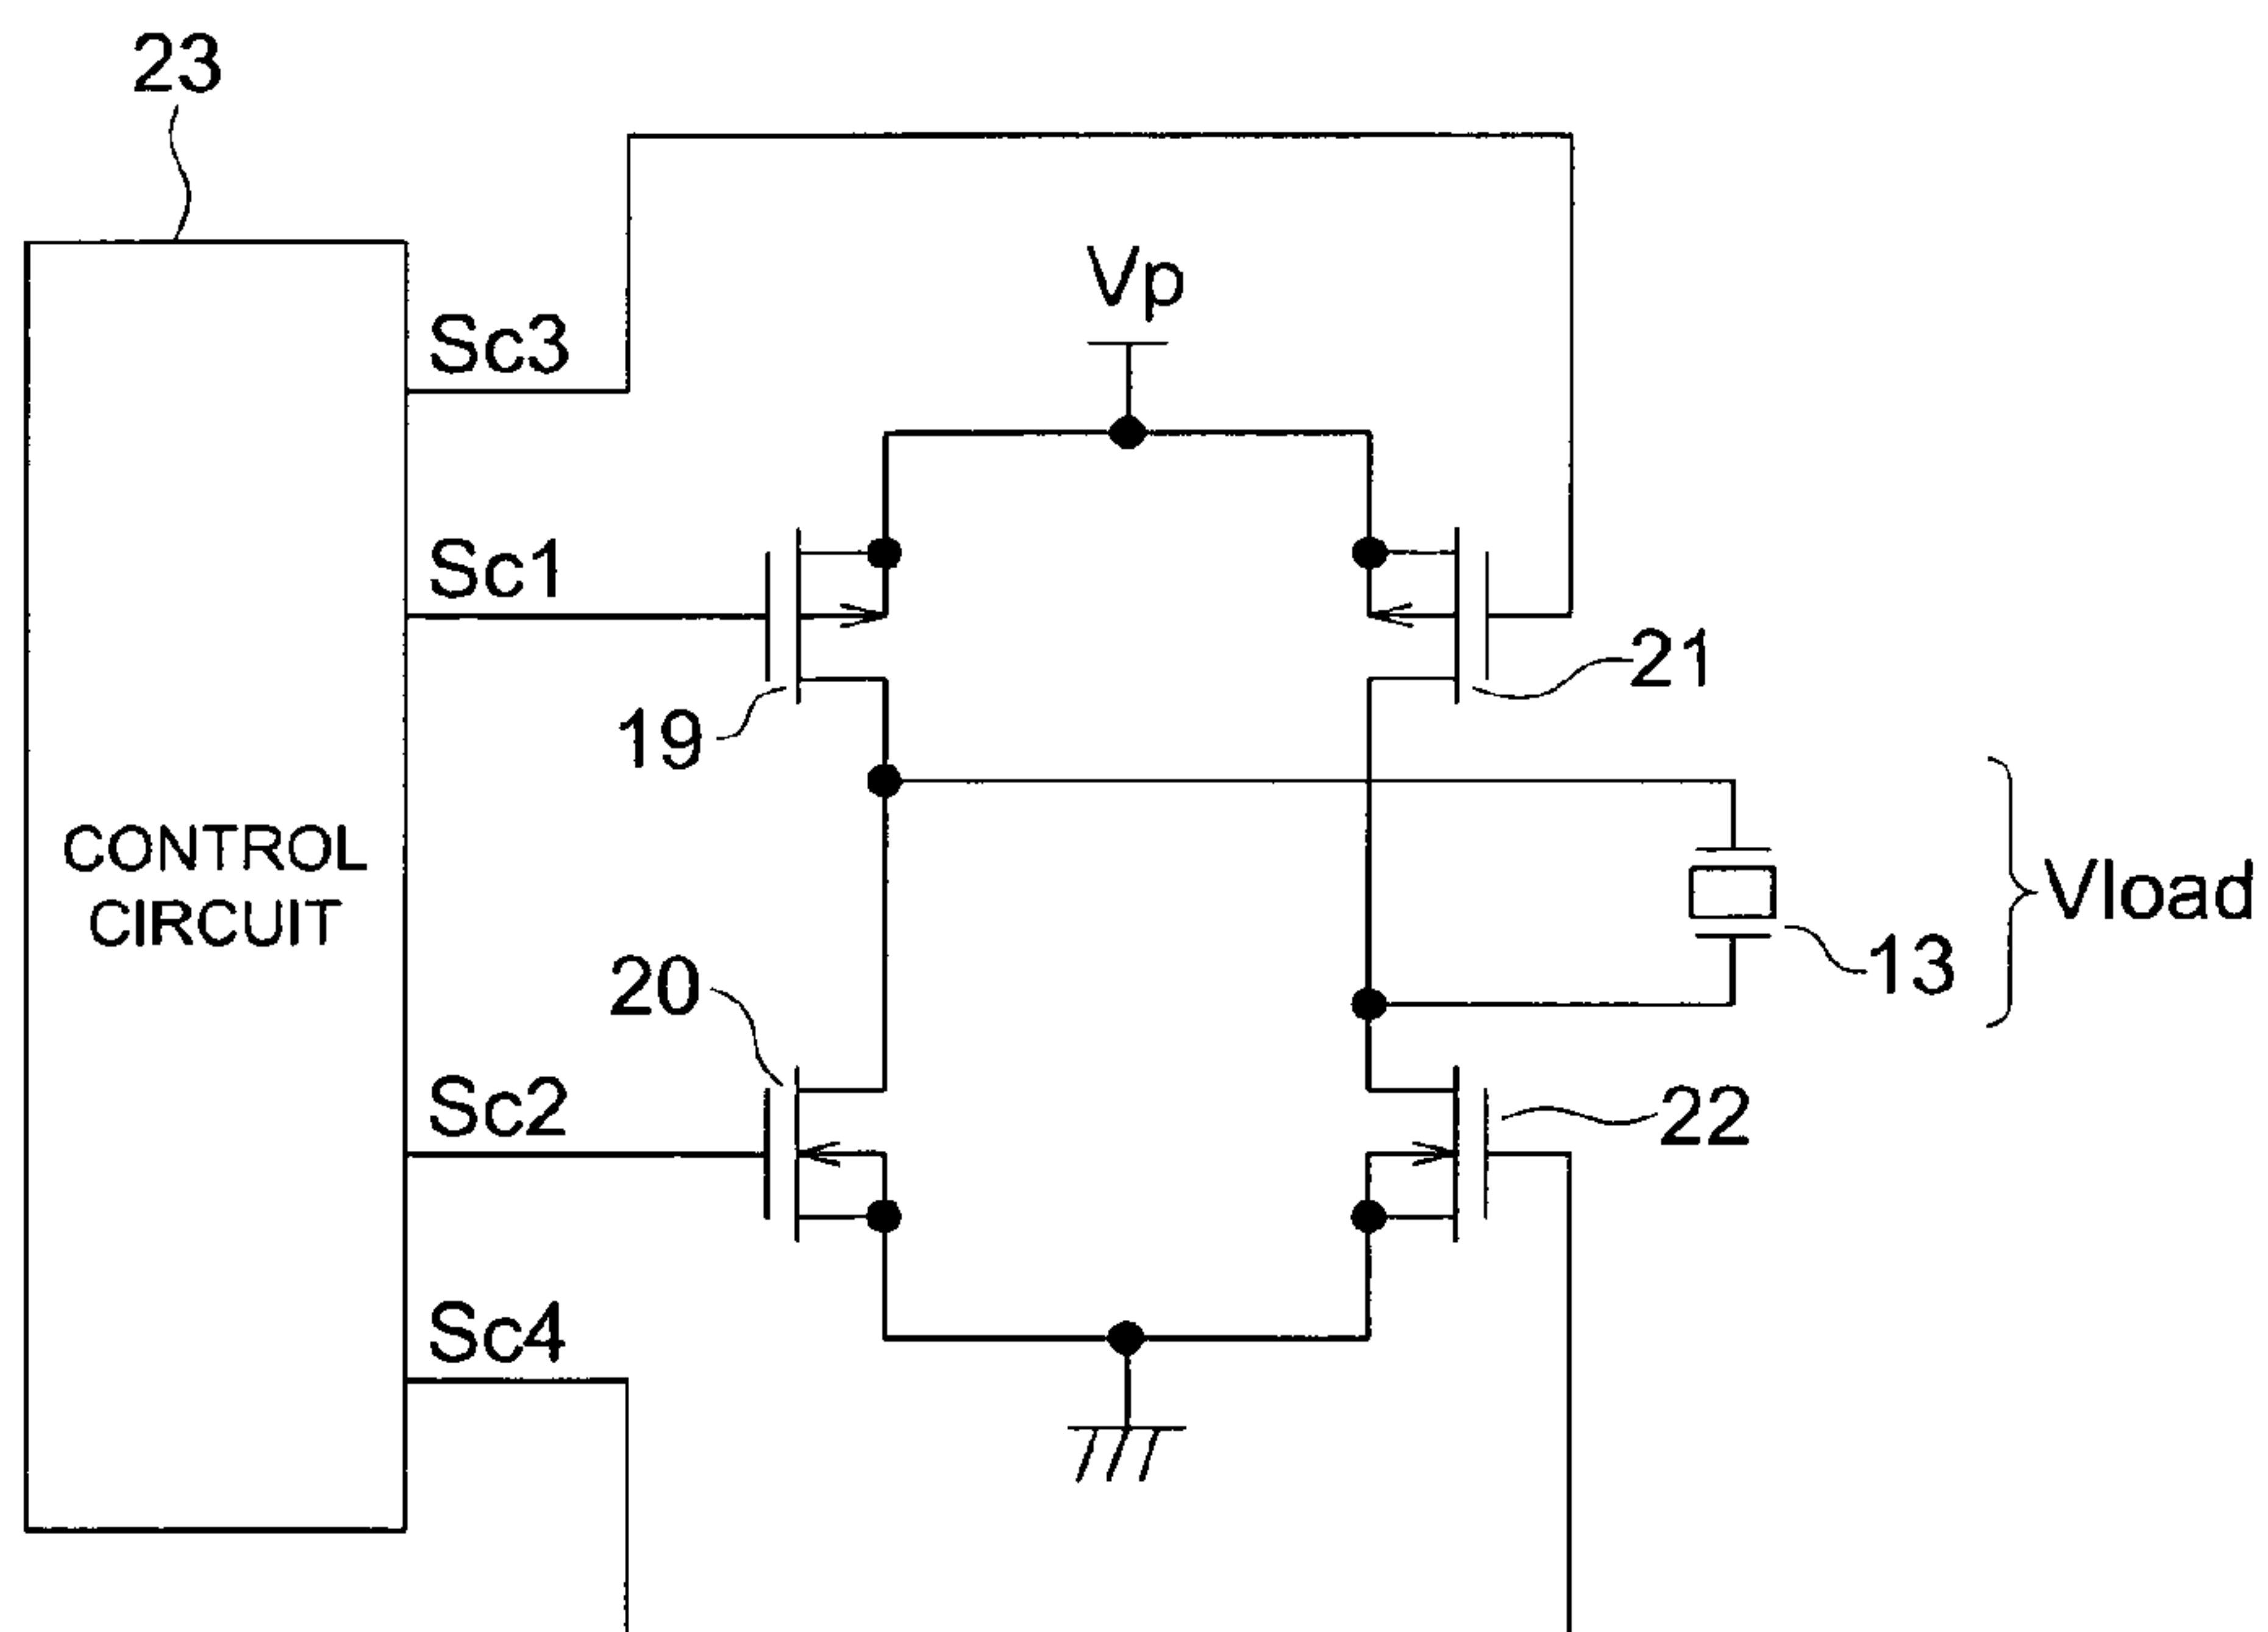 23
Sc3
Vp
Sc1
21
19
CONTROL
CIRCUIT
Vload
13
20
Sc2
22
Sc4